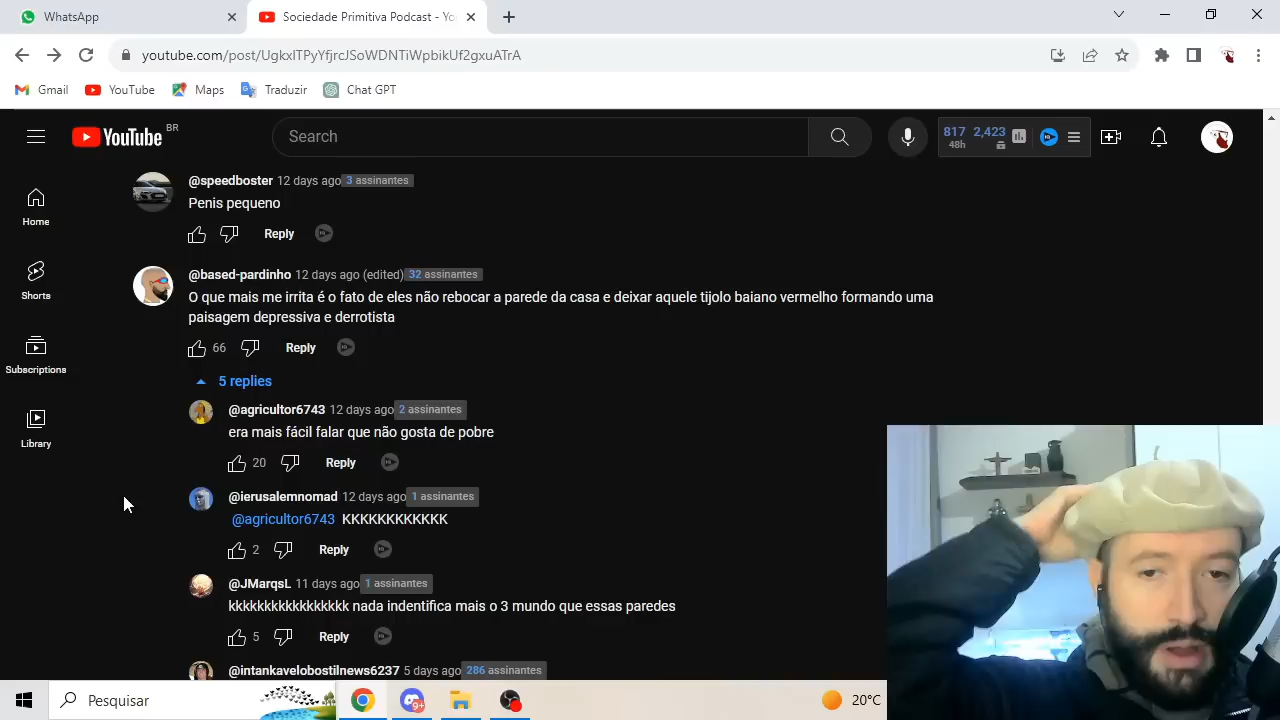 WhatsApp
Sociedade Primitiva Podcast - Yo
youtube.com/post/UgkxlTPyYfjrcJSoWDNTiWpbikUf2gxuATrA
Gmail YouTube Maps Traduzir Chat GPT
YouTube BR
Search
817 2,423
48h
Home
Shorts
Subscriptions
Library
@speedboster 12 days ago 3 assinantes
Penis pequeno
Reply
@based-pardinho 12 days ago (edited) 32 assinantes
O que mais me irrita é o fato de eles não rebocar a parede da casa e deixar aquele tijolo baiano vermelho formando uma
paisagem depressiva e derrotista
66 Reply
5 replies
@agricultor6743 12 days ago 2 assinantes
era mais fácil falar que não gosta de pobre
20 Reply
@ierusalemnomad 12 days ago 1 assinantes
@agricultor6743 KKKKKKKKKKKK
2 Reply
@JMarqsL 11 days ago 1 assinantes
kkkkkkkkkkkkkkkkk nada indentifica mais o 3 mundo que essas paredes
5 Reply
@intankavelobostilnews6237 5 days ago 286 assinantes
Pesquisar
9+
20°C